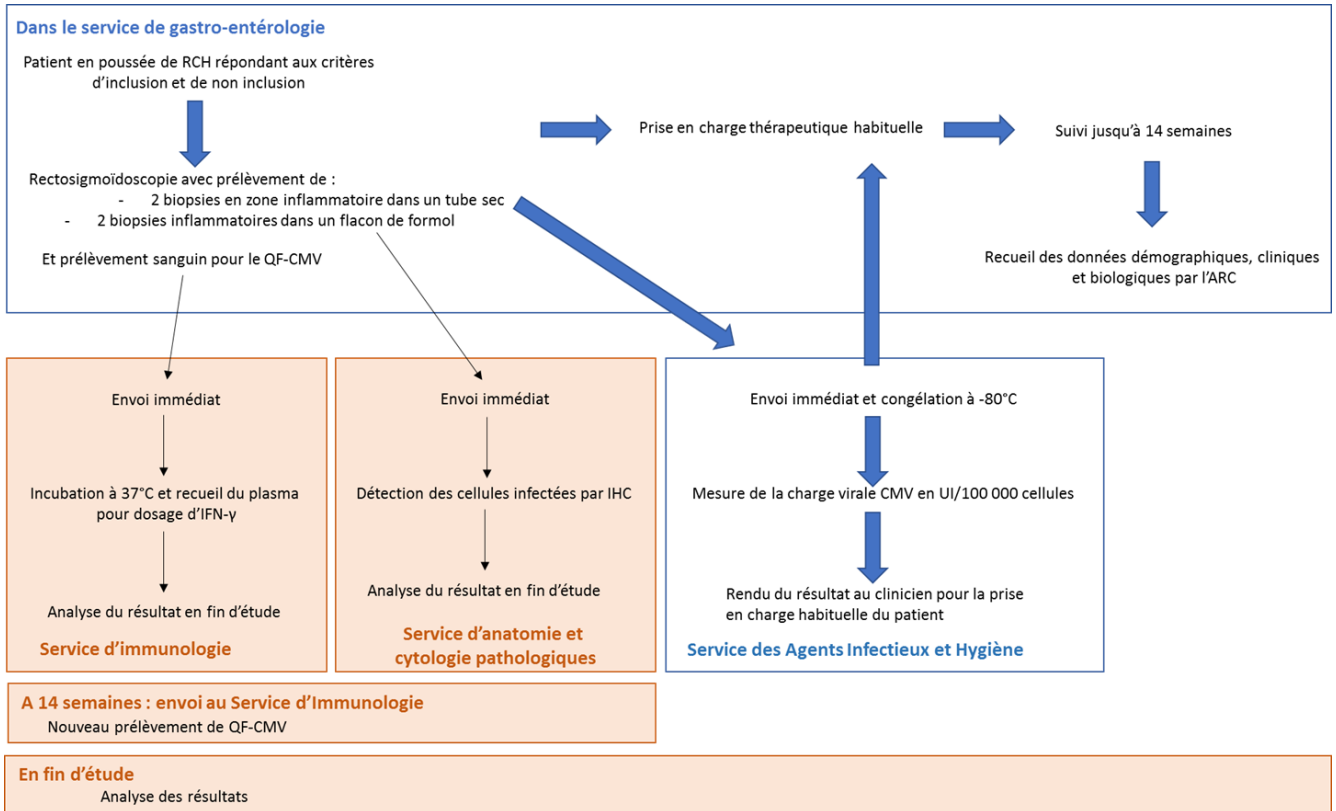 Dans le service de gastro-entérologie
Patient en poussée de RCH répondant aux critères
d’inclusion et de non inclusion
Prise en charge thérapeutique habituelle
Suivi jusqu’à 14 semaines
Rectosigmoïdoscopie avec prélèvement de :
- 2 biopsies en zone inflammatoire dans un tube sec
- 2 biopsies inflammatoires dans un flacon de formol
Et prélèvement sanguin pour le QF-CMV
Recueil des données démographiques, cliniques
et biologiques par l’ARC
Envoi immédiat
Incubation à 37°C et recueil du plasma
pour dosage d’IFN-γ
Analyse du résultat en fin d’étude
Service d’immunologie
Envoi immédiat
Détection des cellules infectées par IHC
Analyse du résultat en fin d’étude
Service d’anatomie et
cytologie pathologiques
Envoi immédiat et congélation à -80°C
Mesure de la charge virale CMV en UI/100 000 cellules
Rendu du résultat au clinicien pour la prise
en charge habituelle du patient
Service des Agents Infectieux et Hygiène
A 14 semaines : envoi au Service d’Immunologie
Nouveau prélèvement de QF-CMV
En fin d’étude
Analyse des résultats